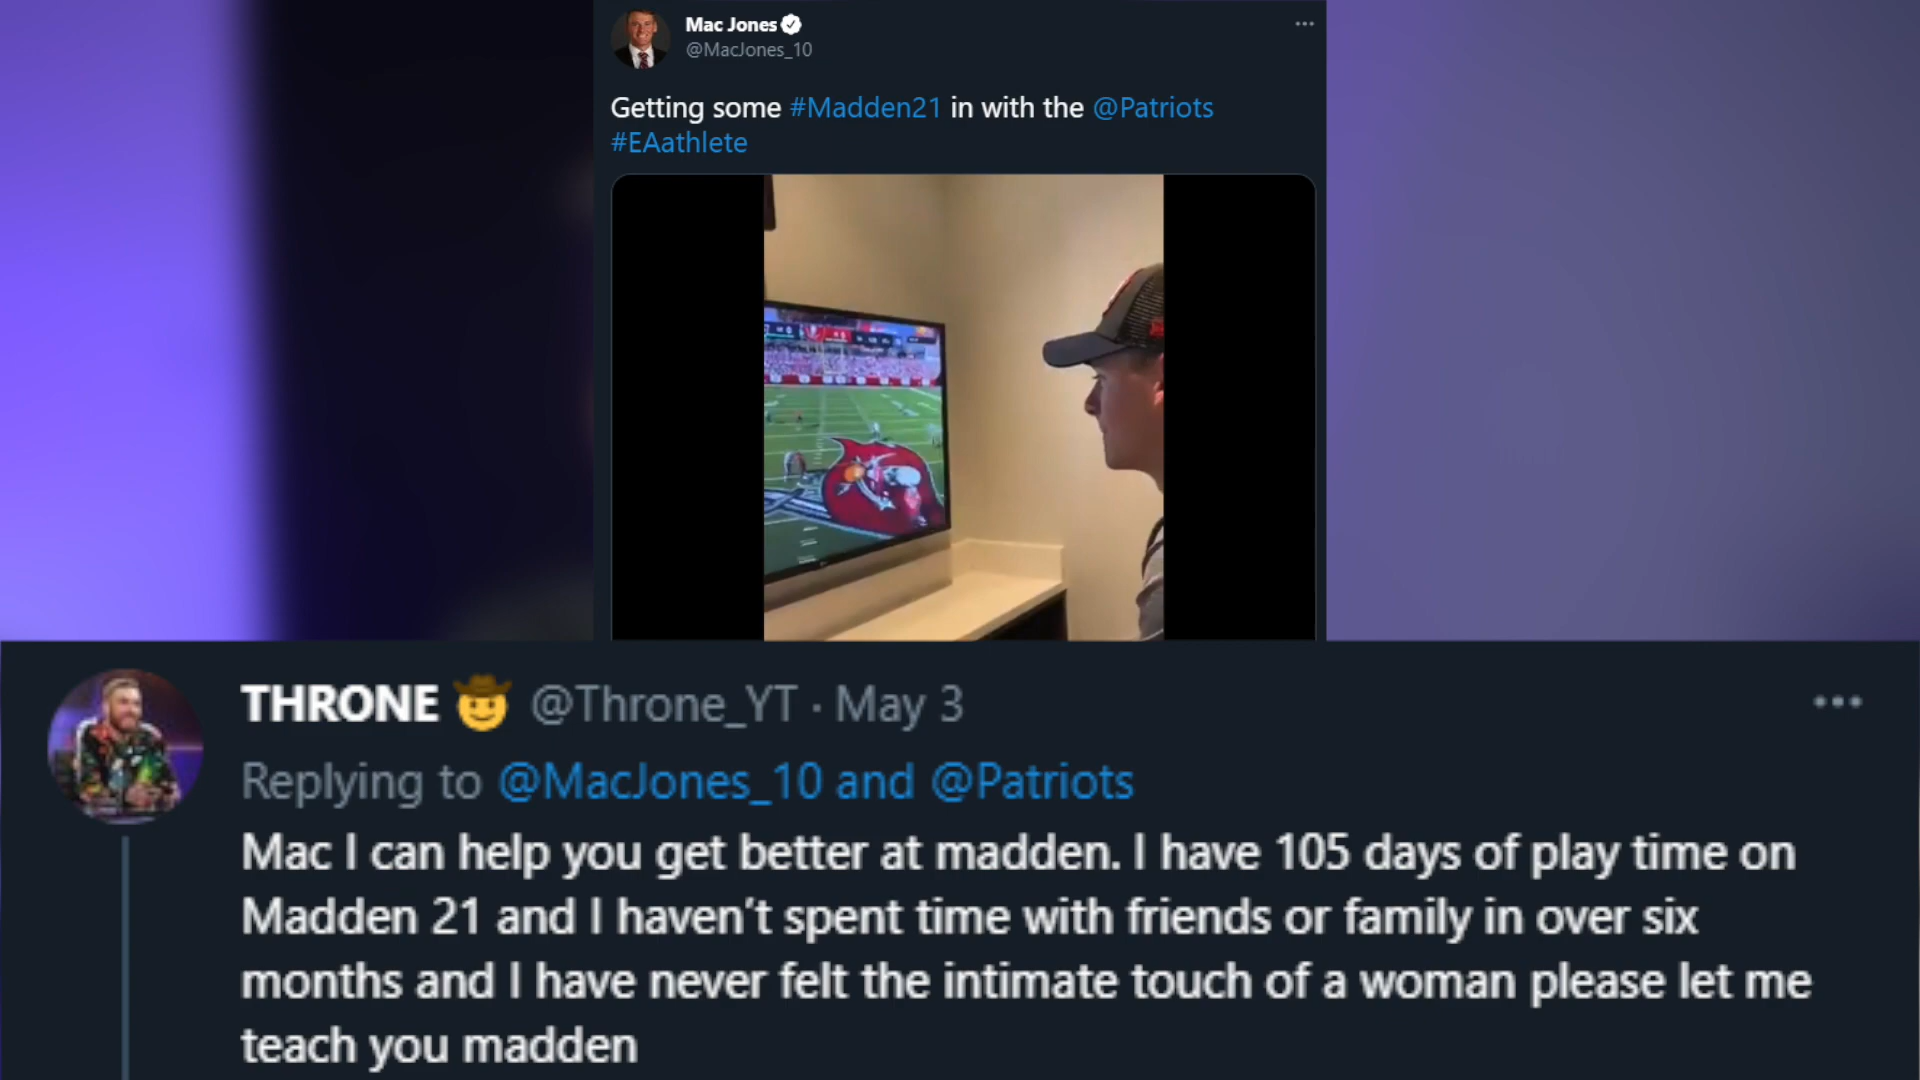 Mac Jones
@MacJones_10
Getting some #Madden21 in with the @Patriots
#EAathlete
THRONE 🤠 @Throne_YT · May 3
Replying to @MacJones_10 and @Patriots
Mac I can help you get better at madden. I have 105 days of play time on
Madden 21 and I haven’t spent time with friends or family in over six
months and I have never felt the intimate touch of a woman please let me
teach you madden